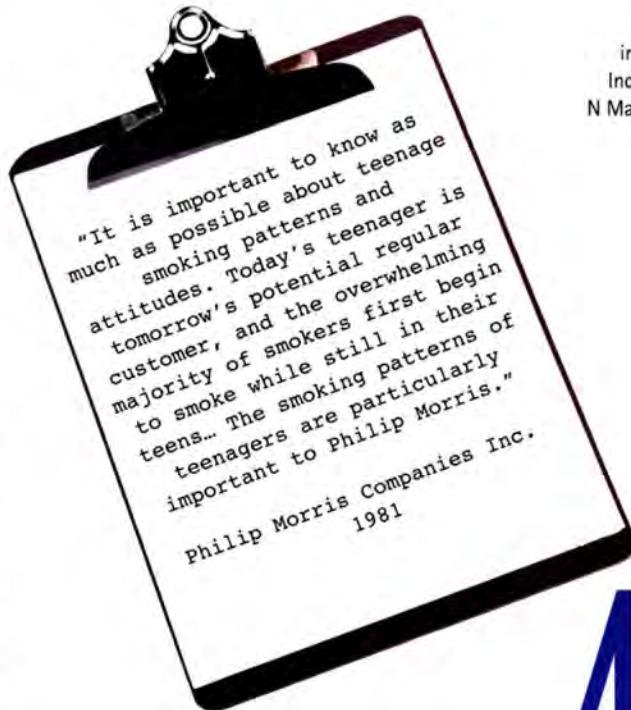 "It is important to know as
much as possible about teenage
smoking patterns and
attitudes. Today's teenager is
tomorrow's potential regular
customer, and the overwhelming
majority of smokers first begin
to smoke while still in their
teens… The smoking patterns of
teenagers are particularly
important to Philip Morris."
Philip Morris Companies Inc.
1981